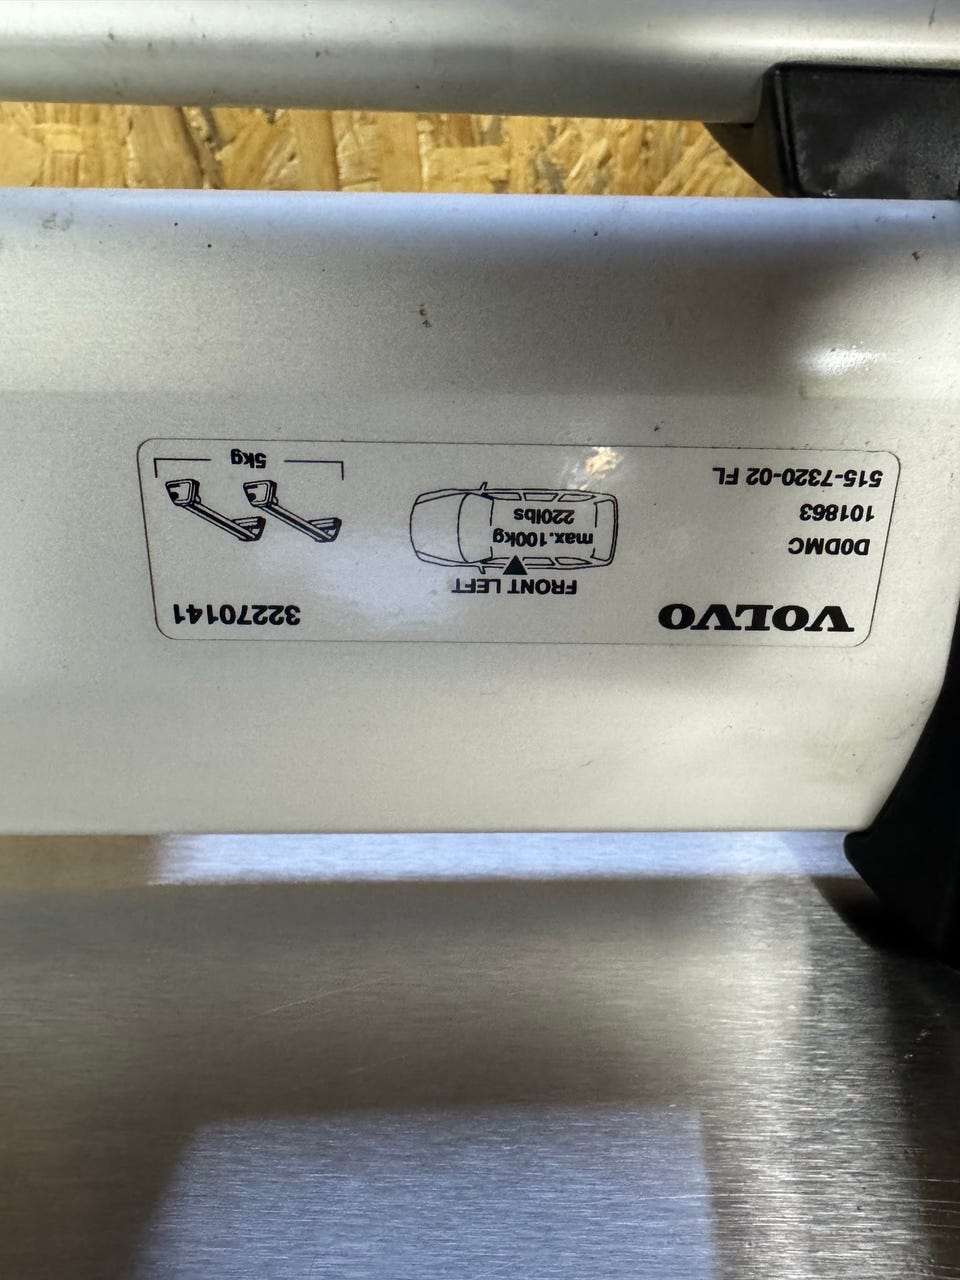 VOLVO
D0DMC
101863
515-7320-02 FL
FRONT LEFT
max.100kg
220lbs
32270141
5kg